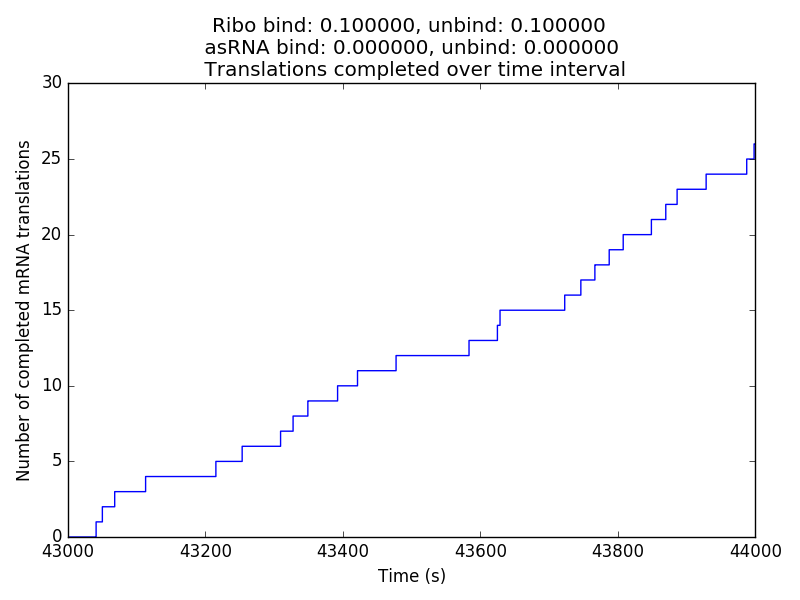 Ribo bind: 0.100000, unbind: 0.100000
asRNA bind: 0.000000, unbind: 0.000000
Translations completed over time interval
30
25
20
15
10
5
0
Number of completed mRNA translations
43000 43200 43400 43600 43800 44000
Time (s)